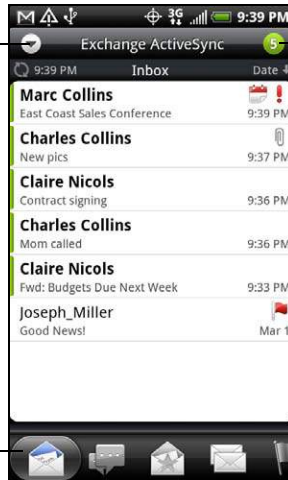 3G 9:39 PM
Exchange ActiveSync 5
9:39 PM Inbox Date
Marc Collins
East Coast Sales Conference 9:39 PM
Charles Collins
New pics 9:37 PM
Claire Nicols
Contract signing 9:36 PM
Charles Collins
Mom called 9:36 PM
Claire Nicols
Fwd: Budgets Due Next Week 9:33 PM
Joseph_Miller
Good News! Mar 1